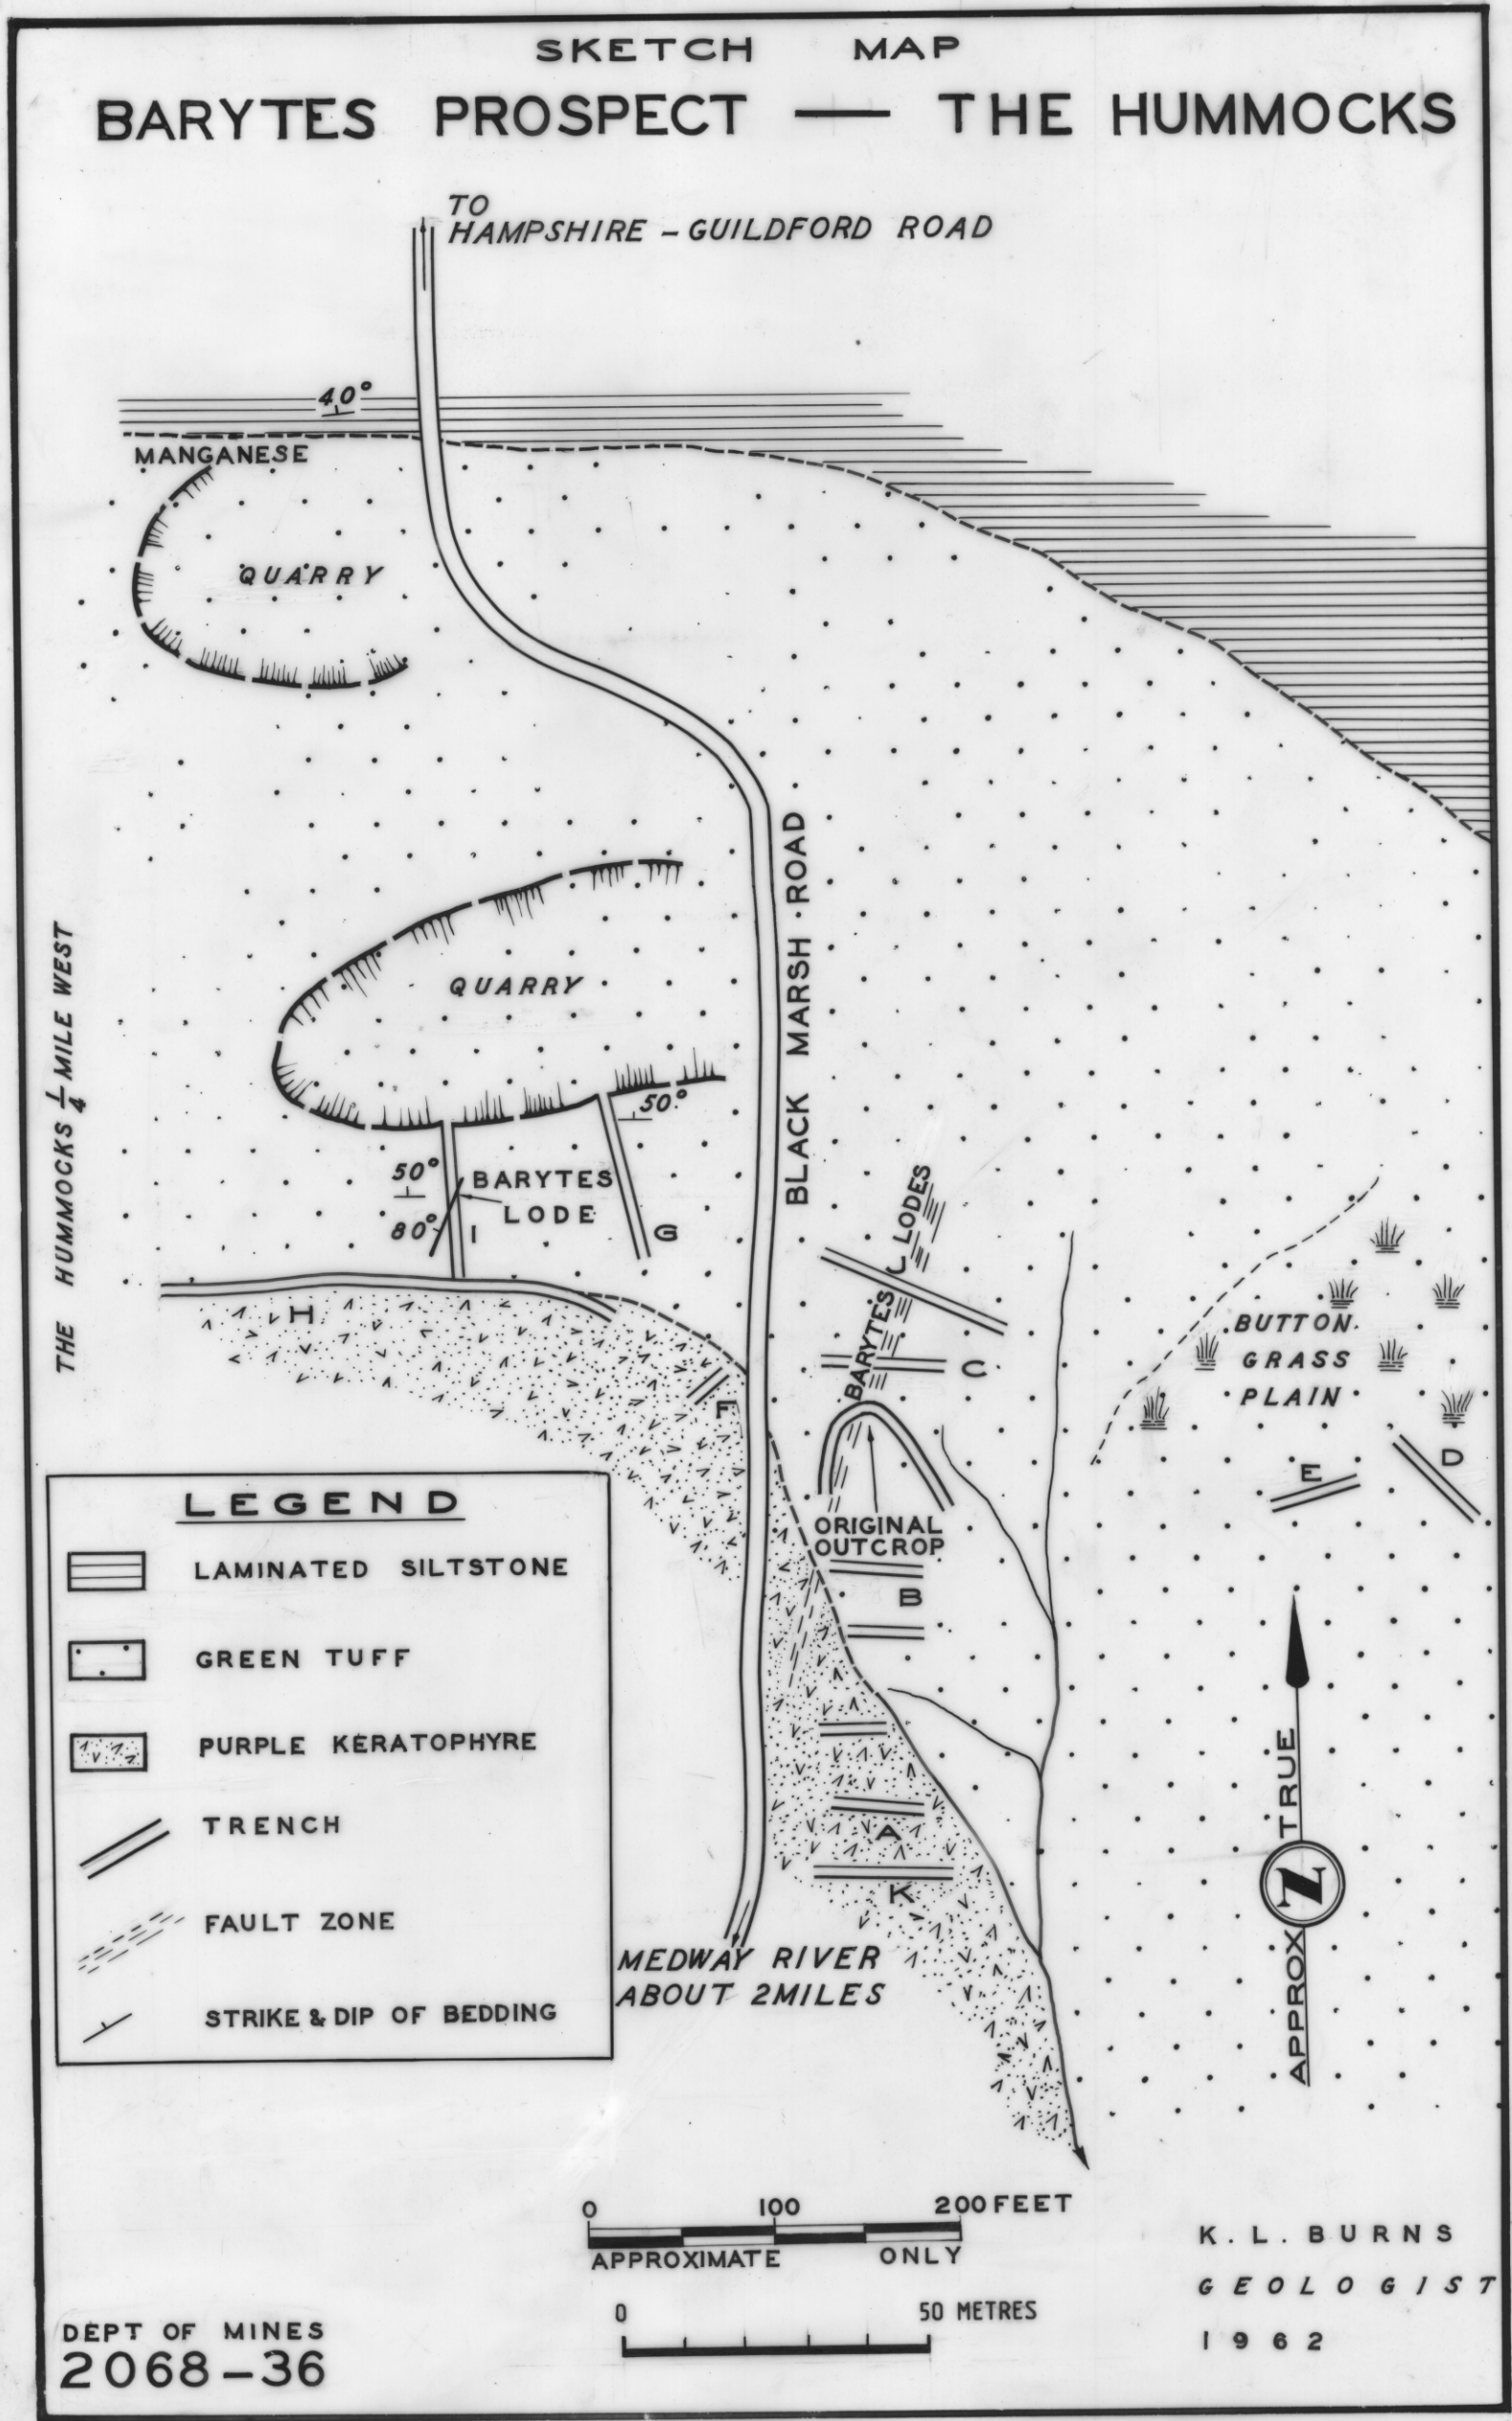 SKETCH MAP
BARYTES PROSPECT — THE HUMMOCKS
TO
HAMPSHIRE – GUILDFORD ROAD
40°
MANGANESE
QUARRY
BLACK MARSH ROAD
QUARRY
THE HUMMOCKS 1/4 MILE WEST
50°
50°
BARYTES
LODE
80°
I
G
BARYTES LODES
J
H
C
F
BUTTON
GRASS
PLAIN
D
E
ORIGINAL
OUTCROP
B
A
K
MEDWAY RIVER
ABOUT 2MILES
LEGEND
LAMINATED SILTSTONE
GREEN TUFF
PURPLE KERATOPHYRE
TRENCH
FAULT ZONE
STRIKE & DIP OF BEDDING
APPROX N TRUE
0 100 200 FEET
APPROXIMATE ONLY
0 50 METRES
K. L. BURNS
GEOLOGIST
1962
DEPT OF MINES
2068–36